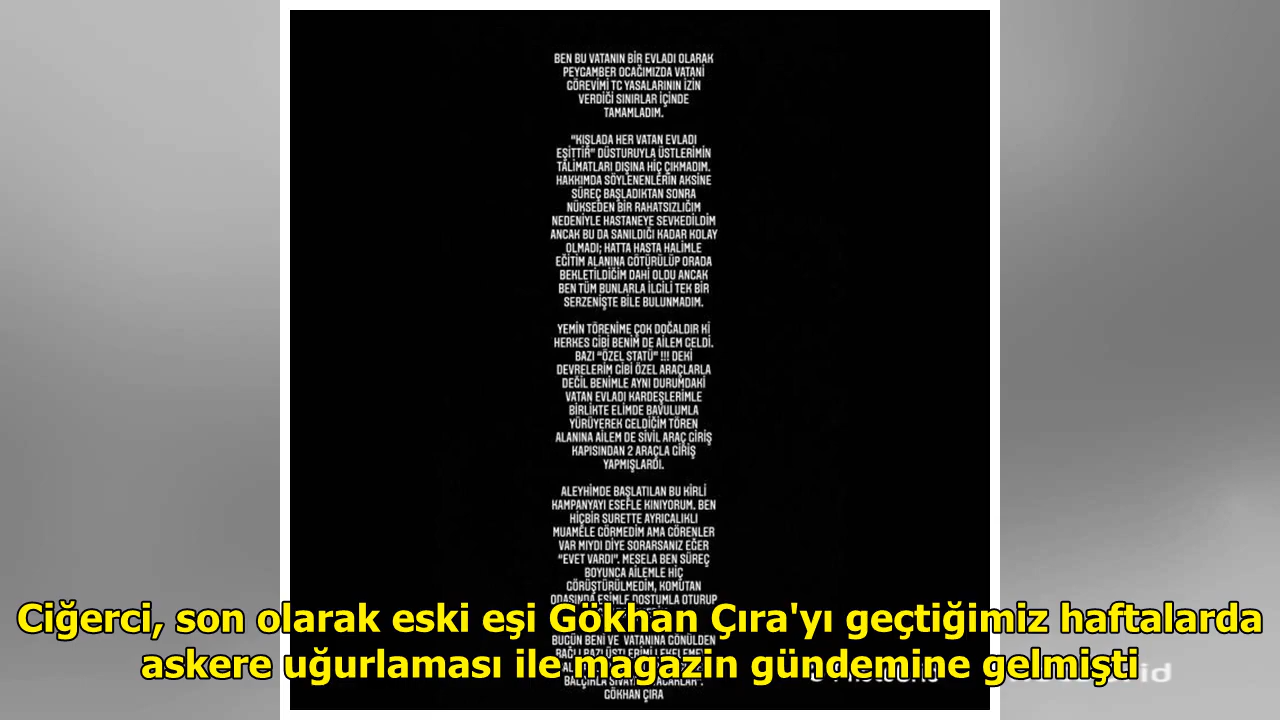 BEN BU VATANIN BİR EVLADI OLARAK
PEYGAMBER OCAĞIMIZDA VATANİ
GÖREVİMİ TC YASALARININ İZİN
VERDİĞİ SINIRLAR İÇİNDE
TAMAMLADIM.
“KIŞLADA HER VATAN EVLADI
EŞİTTİR” DÜSTURUYLA ÜSTLERİMİN
TALİMATLARI DIŞINA HİÇ ÇIKMADIM.
HAKKIMDA SÖYLENENLERİN AKSİNE
SÜREÇ BAŞLADIKTAN SONRA
NÜKSEDEN BİR RAHATSIZLIĞIM
NEDENİYLE HASTANEYE SEVKEDİLDİM
ANCAK BU DA SANILDIĞI KADAR KOLAY
OLMADI; HATTA HASTA HALİMLE
EĞİTİM ALANINA GÖTÜRÜLÜP ORADA
BEKLETİLDİĞİM DAHİ OLDU ANCAK
BEN TÜM BUNLARLA İLGİLİ TEK BİR
SERZENİŞTE BİLE BULUNMADIM.
YEMİN TÖRENİME ÇOK DOĞALDIR Kİ
HERKES GİBİ BENİM DE AİLEM GELDİ.
BAZI “ÖZEL STATÜ” !!! DEKİ
DEVRELERİM GİBİ ÖZEL ARAÇLARLA
DEĞİL BENİMLE AYNI DURUMDAKİ
VATAN EVLADI KARDEŞLERİMLE
BİRLİKTE ELİMDE BAVULUMLA
YÜRÜYEREK GELDİĞİM TÖREN
ALANINA AİLEM DE SİVİL ARAÇ GİRİŞ
KAPISINDAN 2 ARAÇLA GİRİŞ
YAPMIŞLARDI.
ALEYHİMDE BAŞLATILAN BU KİRLİ
KAMPANYAYI ESEFLE KINIYORUM. BEN
HİÇBİR SURETTE AYRICALIKLI
MUAMELE GÖRMEDİM AMA GÖRENLER
VAR MIYDI DİYE SORARSANIZ EĞER
“EVET VARDI”. MESELA BEN SÜREÇ
BOYUNCA AİLEMLE HİÇ
GÖRÜŞTÜRÜLMEDİM, KOMUTAN
ODASINDA EŞİMLE DOSTUMLA OTURUP
Ciğerci, son olarak eski eşi Gökhan Çıra'yı geçtiğimiz haftalarda
BUGÜN BENİ VE VATANINA GÖNÜLDEN
askere uğurlaması ile magazin gündemine gelmişti
GÖKHAN ÇIRA